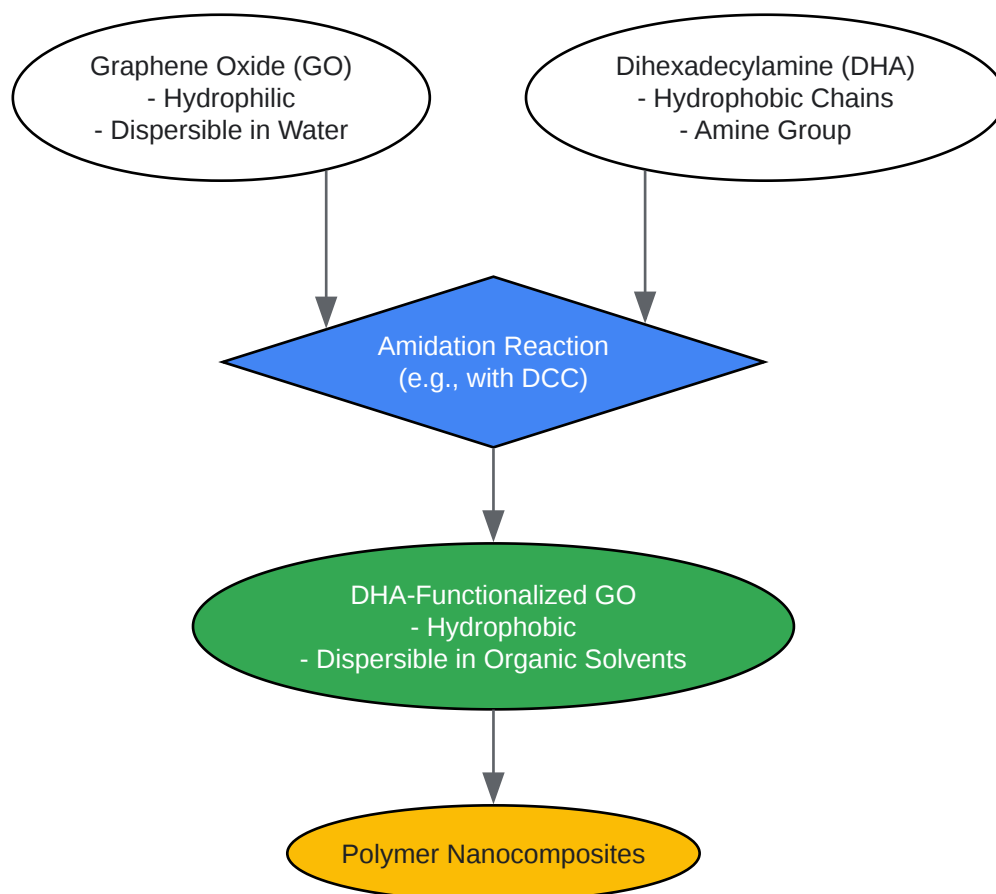 Graphene Oxide (GO)
- Hydrophilic
- Dispersible in Water
Dihexadecylamine (DHA)
- Hydrophobic Chains
- Amine Group
Amidation Reaction
(e.g., with DCC)
DHA-Functionalized GO
- Hydrophobic
- Dispersible in Organic Solvents
Polymer Nanocomposites